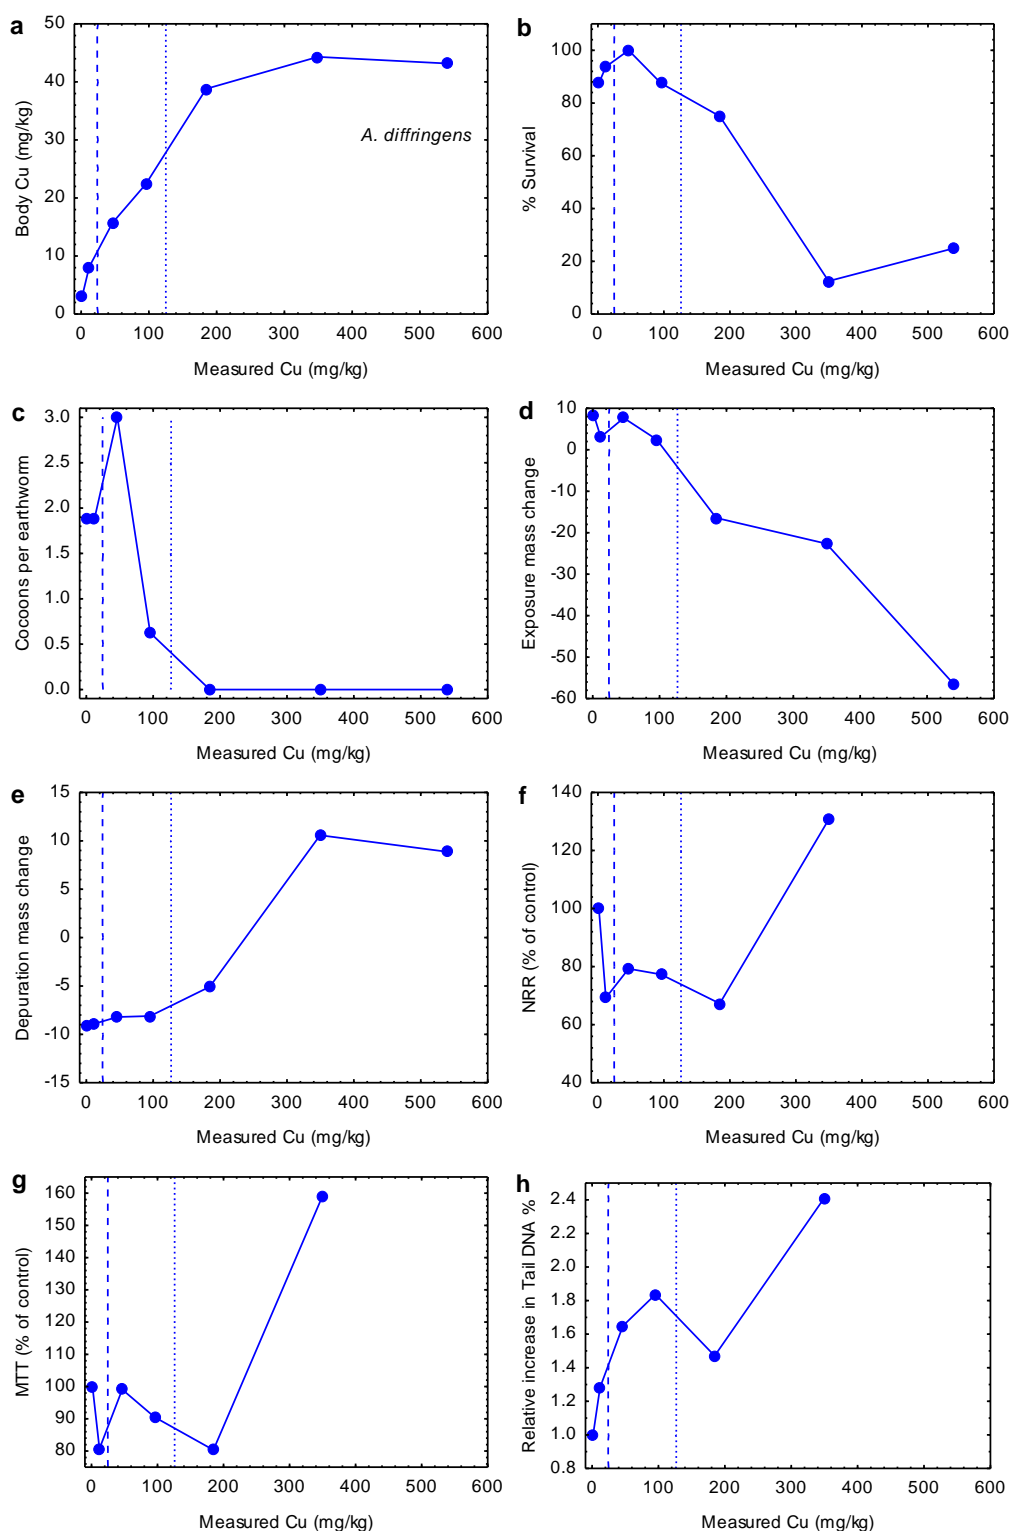 a
50
40
30
20
10
0
Body Cu (mg/kg)
A. diffringens
0 100 200 300 400 500 600
Measured Cu (mg/kg)
b
100
80
60
40
20
0
% Survival
0 100 200 300 400 500 600
Measured Cu (mg/kg)
c
3.0
2.5
2.0
1.5
1.0
0.5
0.0
Cocoons per earthworm
0 100 200 300 400 500 600
Measured Cu (mg/kg)
d
10
0
-10
-20
-30
-40
-50
-60
Exposure mass change
0 100 200 300 400 500 600
Measured Cu (mg/kg)
e
15
10
5
0
-5
-10
-15
Depuration mass change
0 100 200 300 400 500 600
Measured Cu (mg/kg)
f
140
120
100
80
60
40
NRR (% of control)
0 100 200 300 400 500 600
Measured Cu (mg/kg)
g
160
150
140
130
120
110
100
90
80
MTT (% of control)
0 100 200 300 400 500 600
Measured Cu (mg/kg)
h
2.4
2.2
2.0
1.8
1.6
1.4
1.2
1.0
0.8
Relative increase in Tail DNA %
0 100 200 300 400 500 600
Measured Cu (mg/kg)